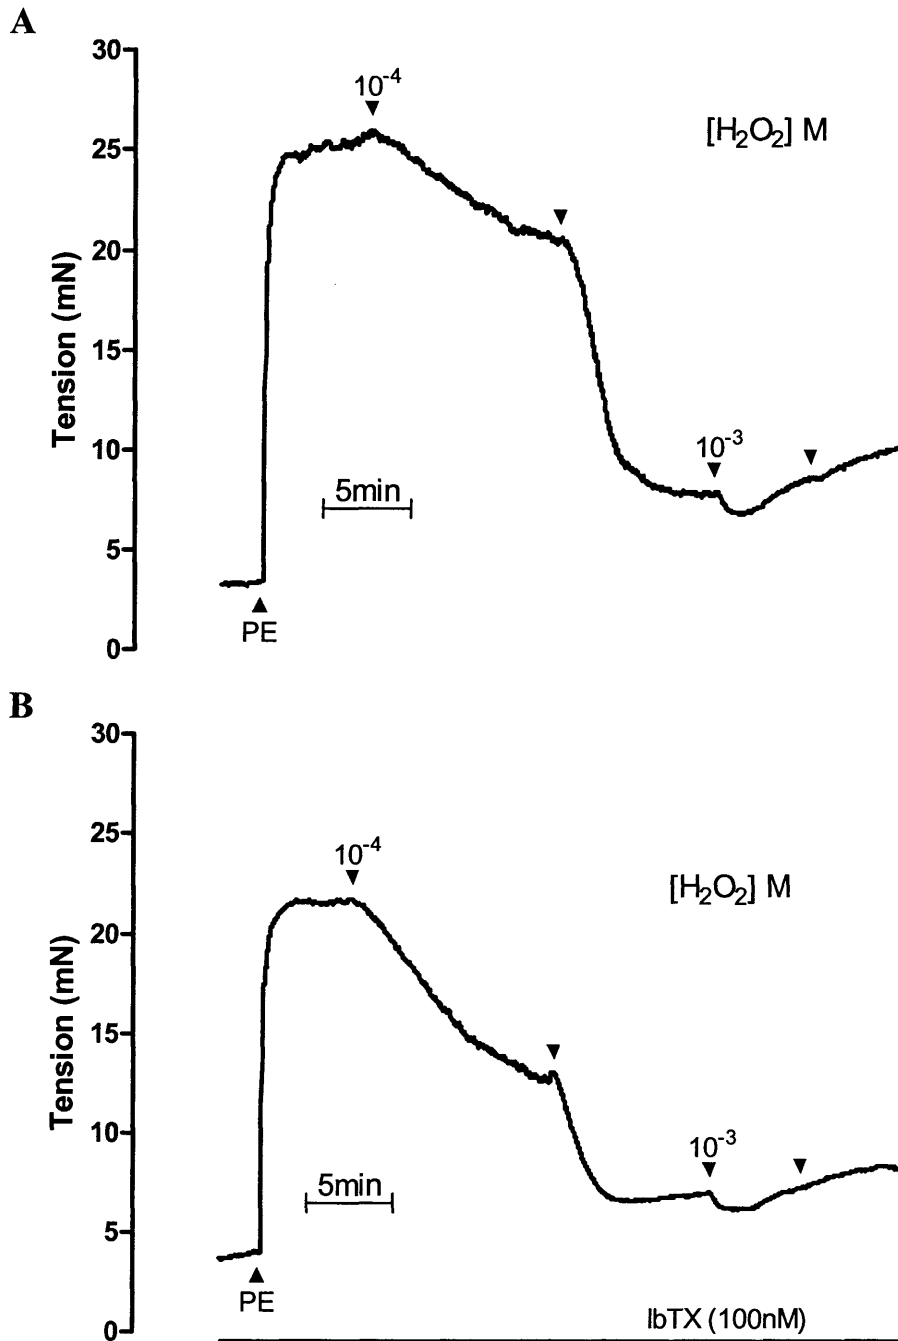 A
30
10⁻⁴
[H₂O₂] M
25
20
Tension (mN)
15
10
10⁻³
5min
5
PE
0
B
30
25
10⁻⁴
[H₂O₂] M
20
Tension (mN)
15
10
10⁻³
5min
5
PE
IbTX (100nM)
0